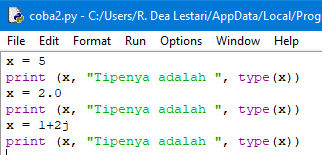 coba2.py - C:/Users/R. Dea Lestari/AppData/Local/Prog
File Edit Format Run Options Window Help
x = 5
print (x, "Tipenya adalah ", type(x))
x = 2.0
print (x, "Tipenya adalah ", type(x))
x = 1+2j
print (x, "Tipenya adalah ", type(x))